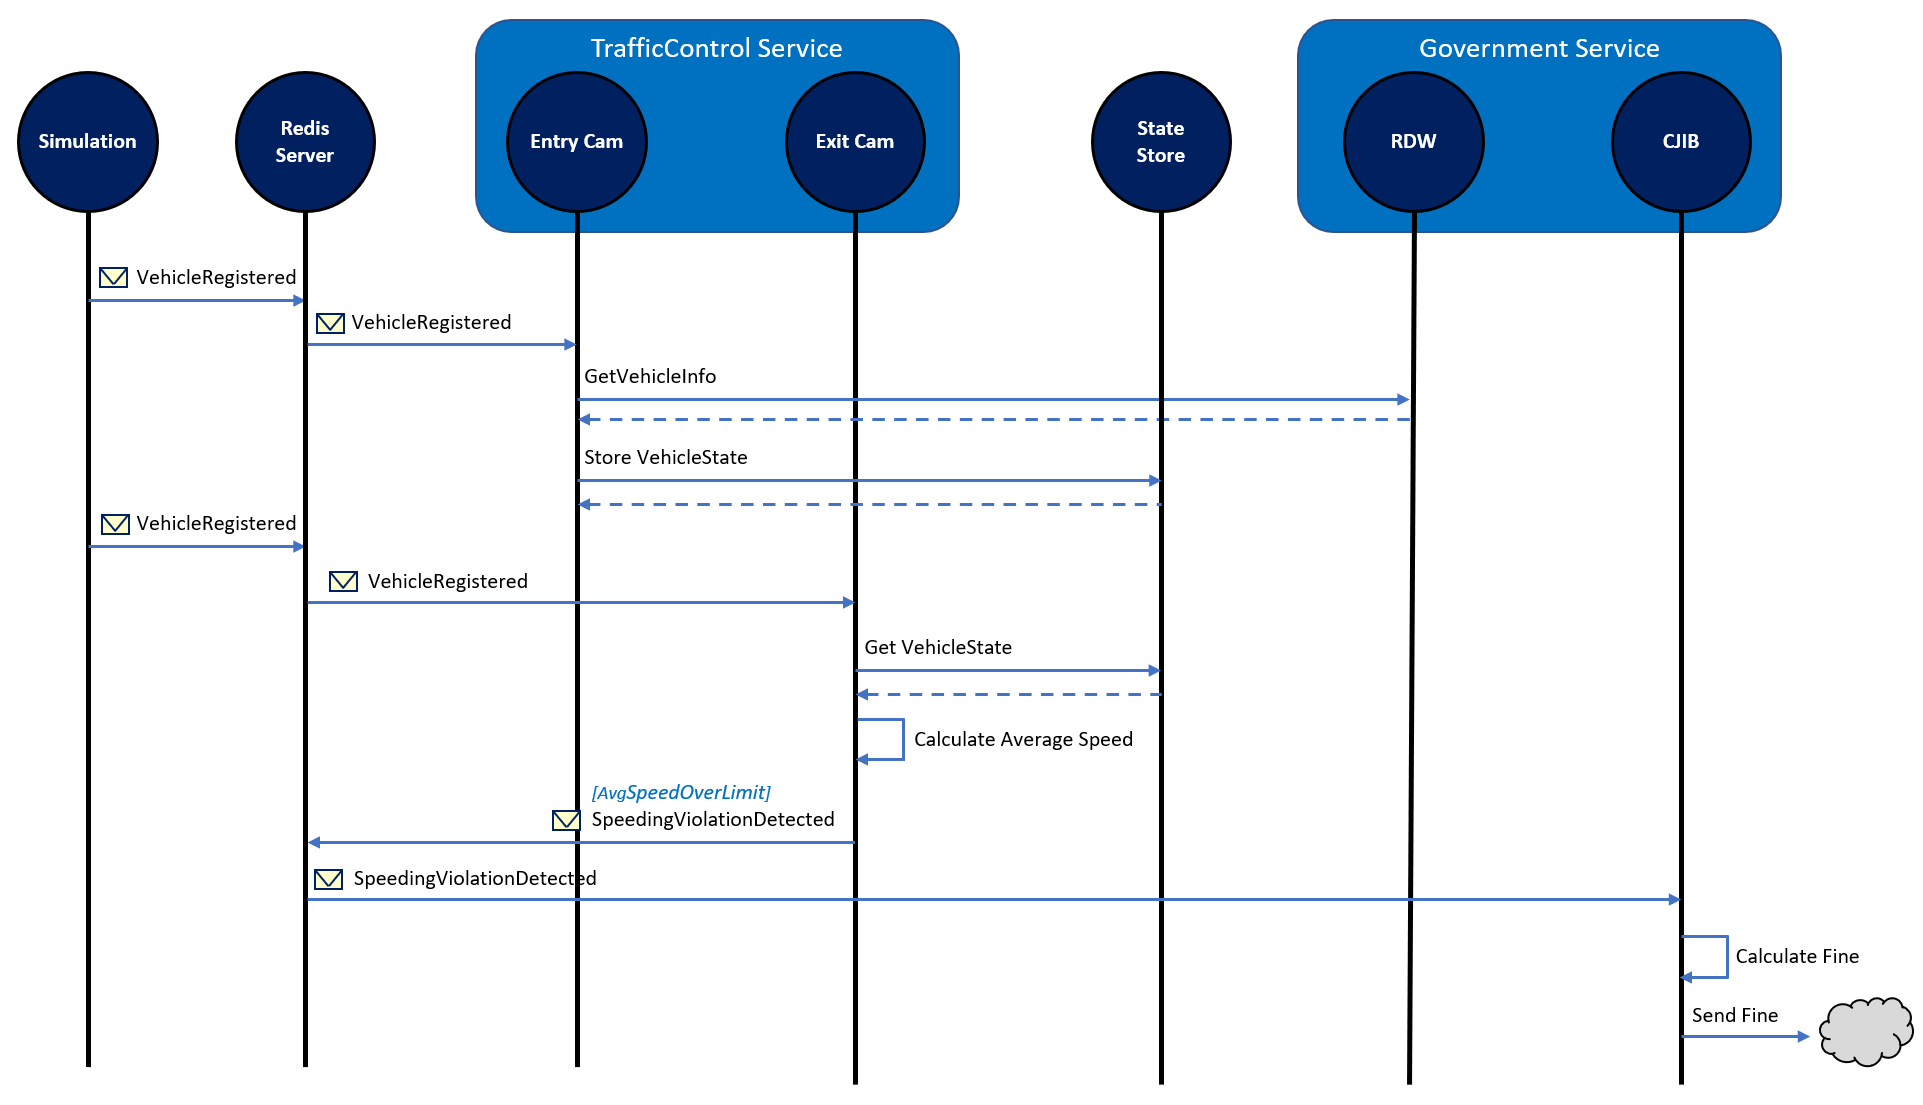 TrafficControl Service
Government Service
Simulation
Redis
Server
Entry Cam
Exit Cam
State
Store
RDW
CJIB
VehicleRegistered
VehicleRegistered
GetVehicleInfo
Store VehicleState
VehicleRegistered
VehicleRegistered
Get VehicleState
Calculate Average Speed
[AvgSpeedOverLimit]
SpeedingViolationDetected
SpeedingViolationDetected
Calculate Fine
Send Fine